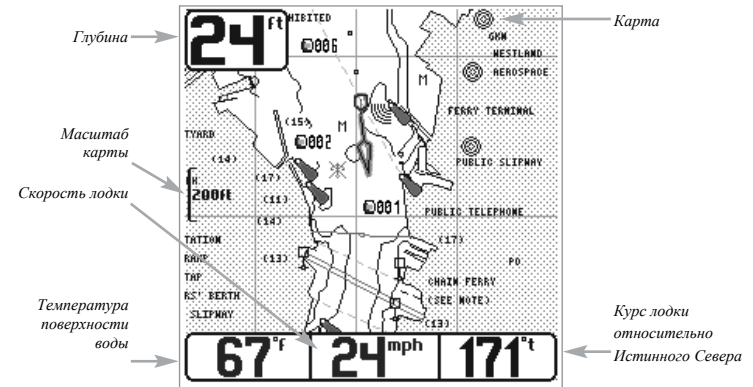 24 ft
HIBITED
006
Карта
Глубина
GKN
WESTLAND
AEROSPACE
M
FERRY TERMINAL
(15)
M
TYARD
002
Масштаб
карты
(14)
PUBLIC SLIPWAY
(17)
200ft
Скорость лодки
(11)
001
PUBLIC TELEPHONE
(14)
TATION
(17)
RAMP
(13)
PO
TAP
CHAIN FERRY
RS' BERTH
(SEE NOTE)
SLIPWAY
(13)
Температура
поверхности
воды
67°f
24mph
171°t
Курс лодки
относительно
Истинного Севера